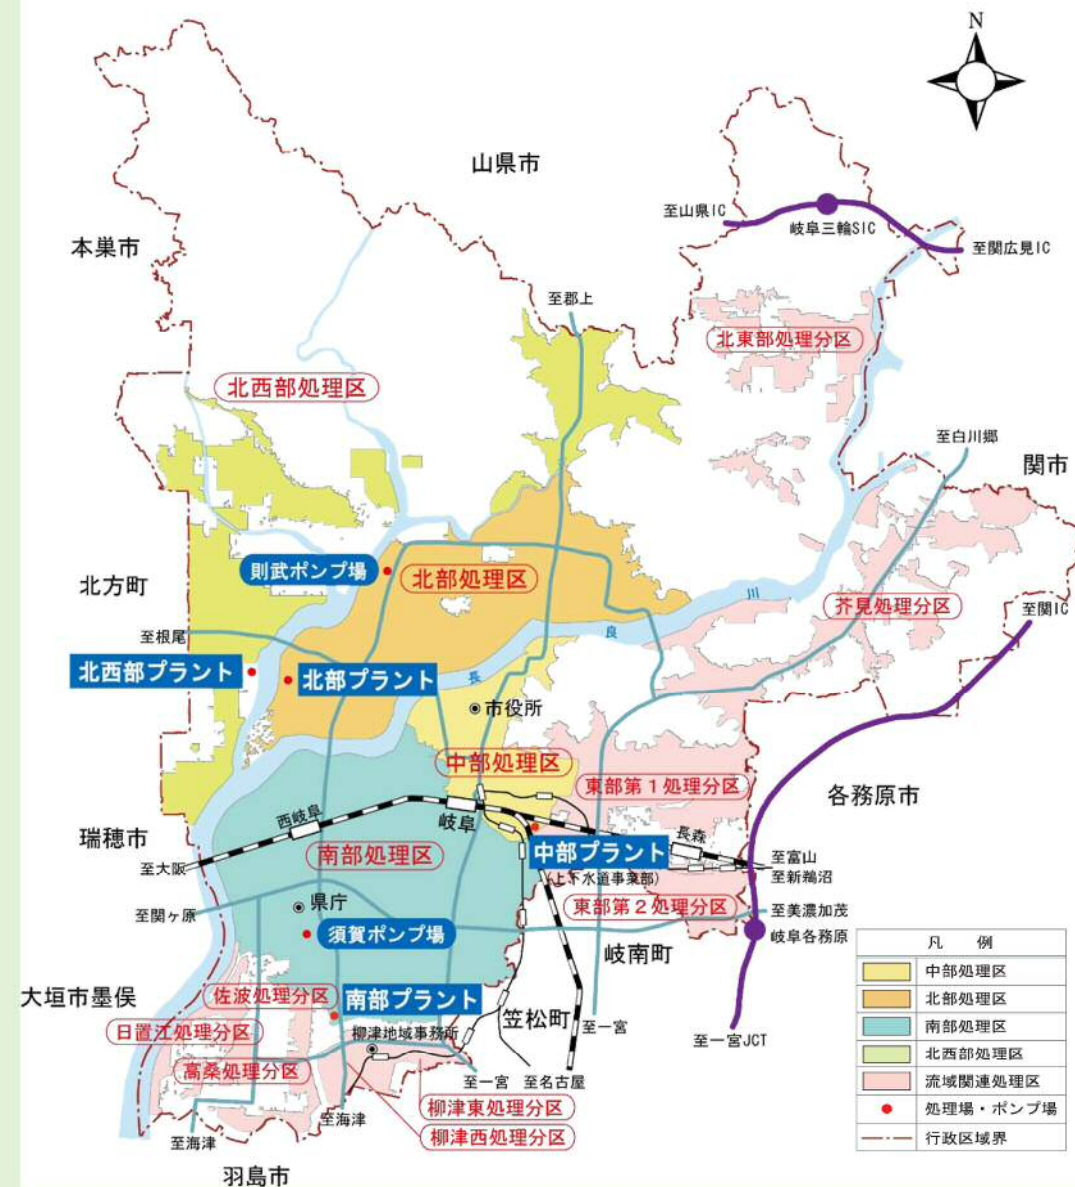 N
山県市
至山県IC
岐阜三輪SIC
至関広見IC
本巣市
至郡上
北東部処理分区
北西部処理区
至白川郷
関市
則武ポンプ場
北部処理区
北方町
芥見処理分区
至関IC
川
良
長
至根尾
北西部プラント
北部プラント
市役所
中部処理区
東部第1処理分区
各務原市
西岐阜
岐阜
長森
瑞穂市
南部処理区
中部プラント
(上下水道事業部)
至大阪
至富山
至新鵜沼
至関ヶ原
県庁
東部第2処理分区
至美濃加茂
須賀ポンプ場
岐阜各務原
岐南町
大垣市墨俣
佐波処理分区
南部プラント
笠松町
日置江処理分区
柳津地域事務所
至一宮
至一宮JCT
高桑処理分区
至一宮
至名古屋
柳津東処理分区
至海津
至海津
柳津西処理分区
羽島市
凡 例
中部処理区
北部処理区
南部処理区
北西部処理区
流域関連処理区
処理場・ポンプ場
行政区域界